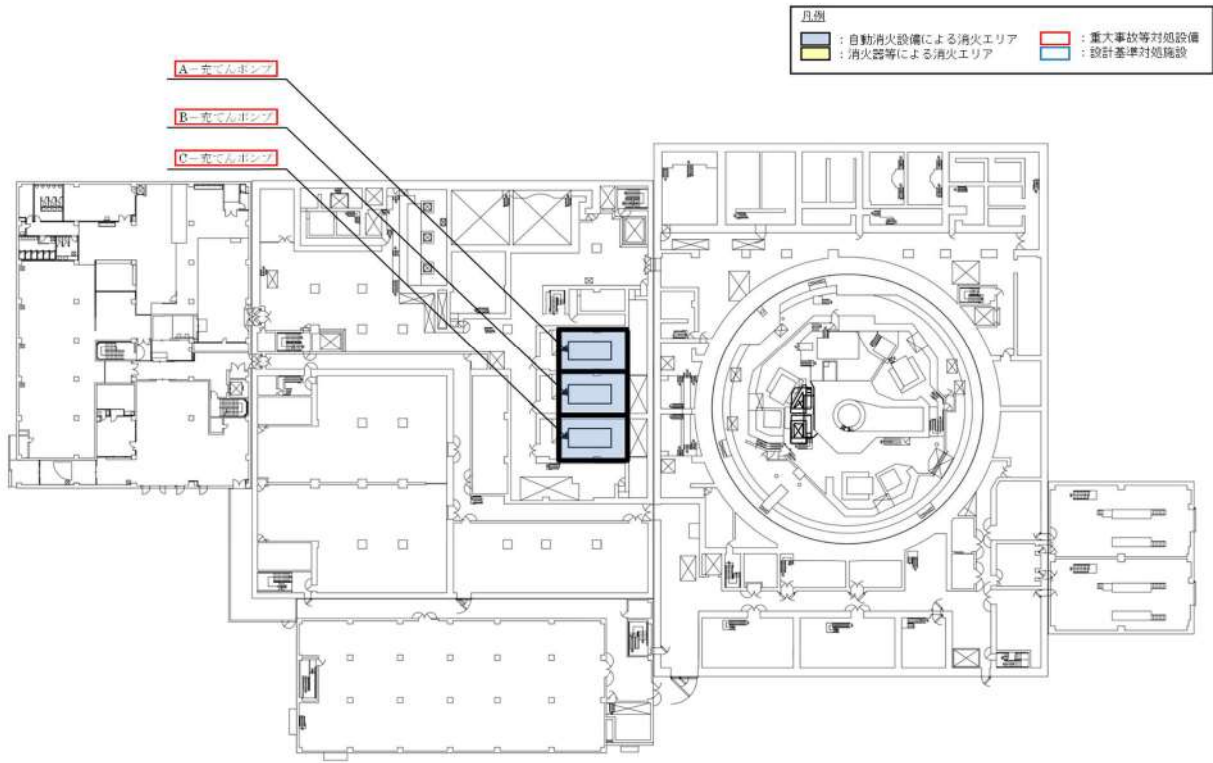 凡例
：自動消火設備による消火エリア
：消火器等による消火エリア
：重大事故等対処設備
：設計基準対処施設
A－充てんポンプ
B－充てんポンプ
C－充てんポンプ